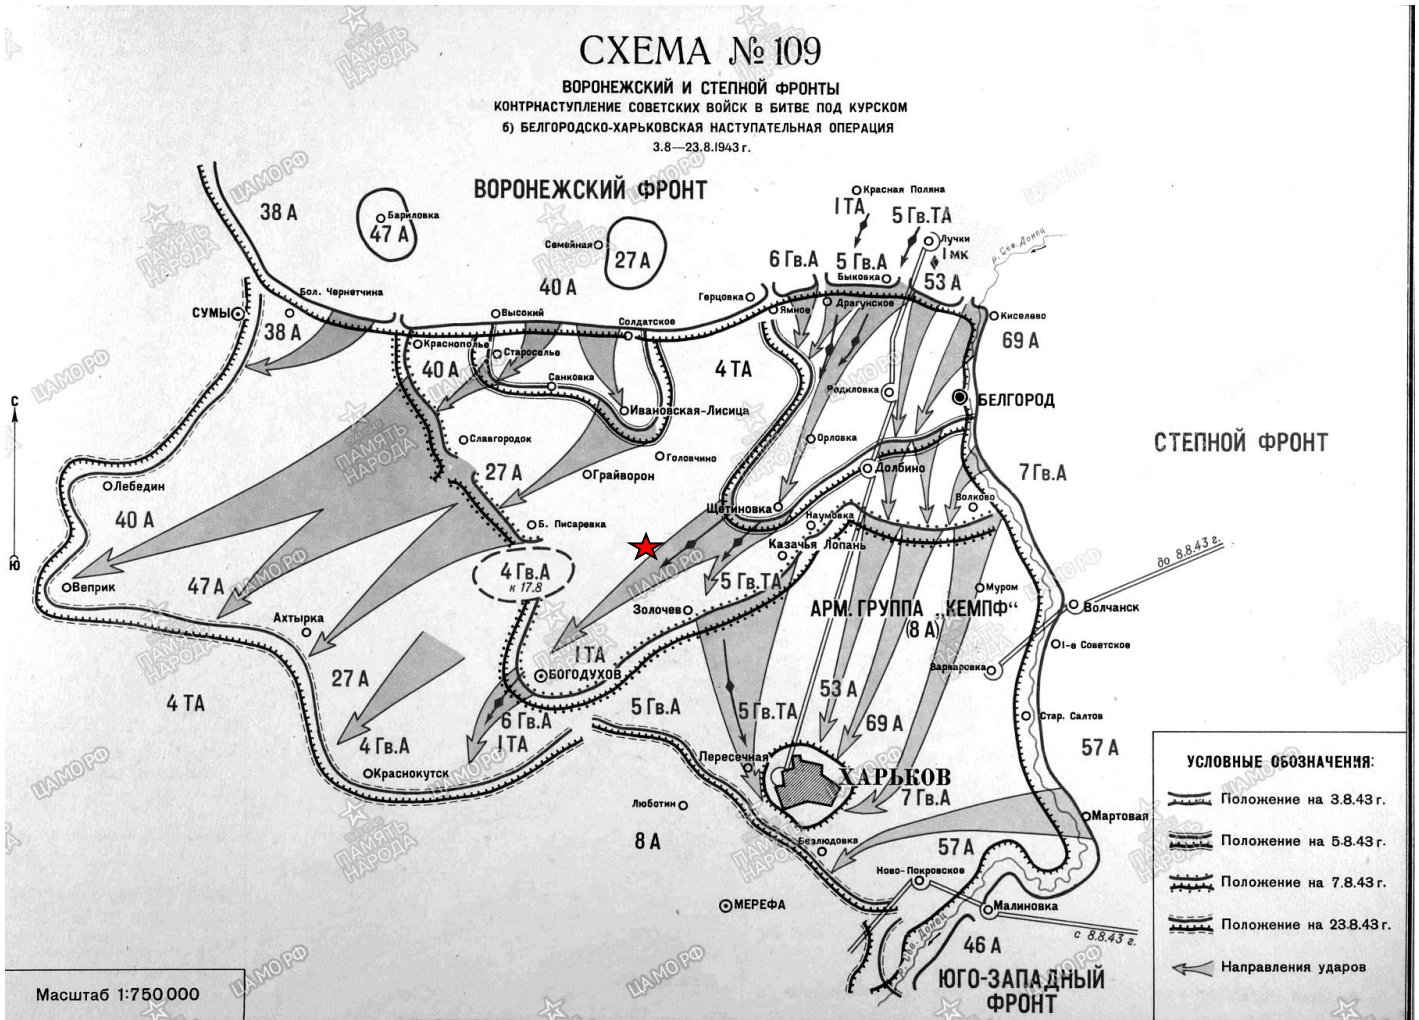 СХЕМА № 109
ВОРОНЕЖСКИЙ И СТЕПНОЙ ФРОНТЫ
КОНТРНАСТУПЛЕНИЕ СОВЕТСКИХ ВОЙСК В БИТВЕ ПОД КУРСКОМ
б) БЕЛГОРОДСКО-ХАРЬКОВСКАЯ НАСТУПАТЕЛЬНАЯ ОПЕРАЦИЯ
3.8—23.8.1943 г.
ВОРОНЕЖСКИЙ ФРОНТ
Красная Поляна
1 ТА
5 Гв.ТА
38 А
Бариловка
47 А
Семейная
27 А
Лучки
1 мк
р. Сев. Донец
6 Гв.А
5 Гв.А
Быковка
53 А
40 А
Бол. Чернетчина
Герцовка
Ямное
Драгунское
СУМЫ
Высокий
Солдатское
Киселево
38 А
69 А
Краснополье
Староселье
40 А
Санковка
4 ТА
Редиловка
БЕЛГОРОД
Ивановская-Лисица
С
Славгородок
Орловка
СТЕПНОЙ ФРОНТ
Головчино
27 А
Грайворон
Долбино
7 Гв.А
Лебедин
Щетиновка
Волково
40 А
Б. Писаревка
Наумовка
Казачья Лопань
до 8.8.43 г.
Ю
4 Гв.А
к 17.8
5 Гв.ТА
Веприк
47 А
Муром
Золочев
АРМ. ГРУППА „КЕМПФ“
(8 А)
Волчанск
Ахтырка
1-е Советское
1 ТА
Варваровка
БОГОДУХОВ
27 А
53 А
4 ТА
5 Гв.А
5 Гв.ТА
6 Гв.А
1 ТА
69 А
Стар. Салтов
4 Гв.А
57 А
Пересечная
Краснокутск
ХАРЬКОВ
7 Гв.А
Люботин
Мартовая
8 А
Безлюдовка
57 А
Ново-Покровское
МЕРЕФА
Малиновка
р. Сев. Донец
46 А
с 8.8.43 г.
ЮГО-ЗАПАДНЫЙ
ФРОНТ
УСЛОВНЫЕ ОБОЗНАЧЕНИЯ:
Положение на 3.8.43 г.
Положение на 5.8.43 г.
Положение на 7.8.43 г.
Положение на 23.8.43 г.
Направления ударов
Масштаб 1:750 000
ПАМЯТЬ
НАРОДА
ЦАМО.РФ